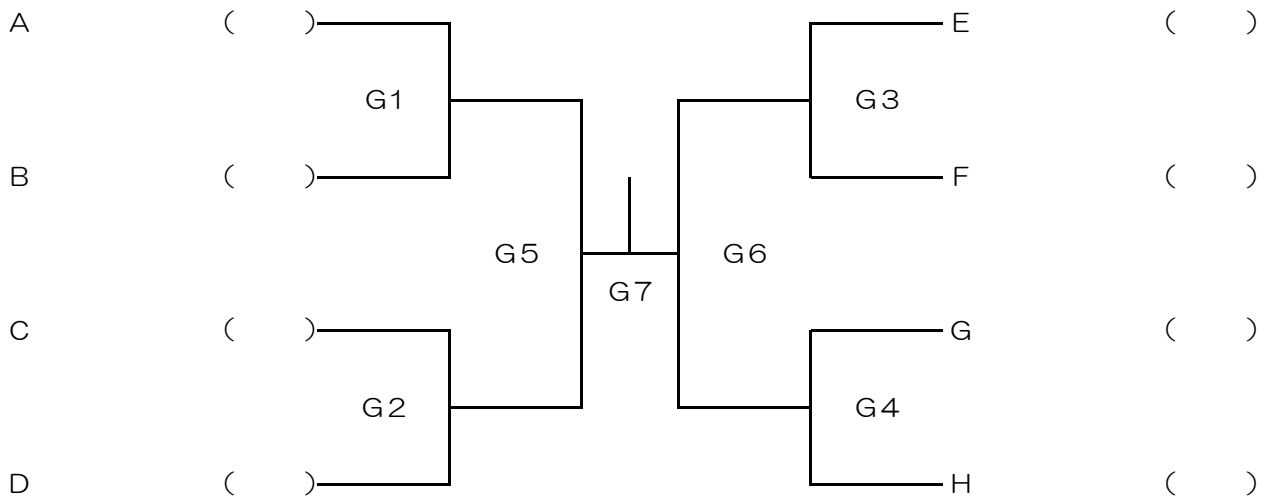 A ( ) E ( )
G1 G3
B ( ) F ( )
G5 G6
G7
C ( ) G ( )
G2 G4
D ( ) H ( )